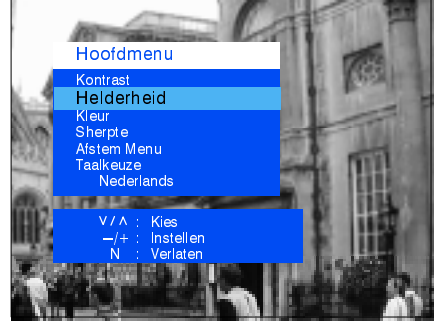 Hoofdmenu
Kontrast
Helderheid
Kleur
Sherpte
Afstem Menu
Taalkeuze
Nederlands
∨/∧ : Kies
−/+ : Instellen
N : Verlaten